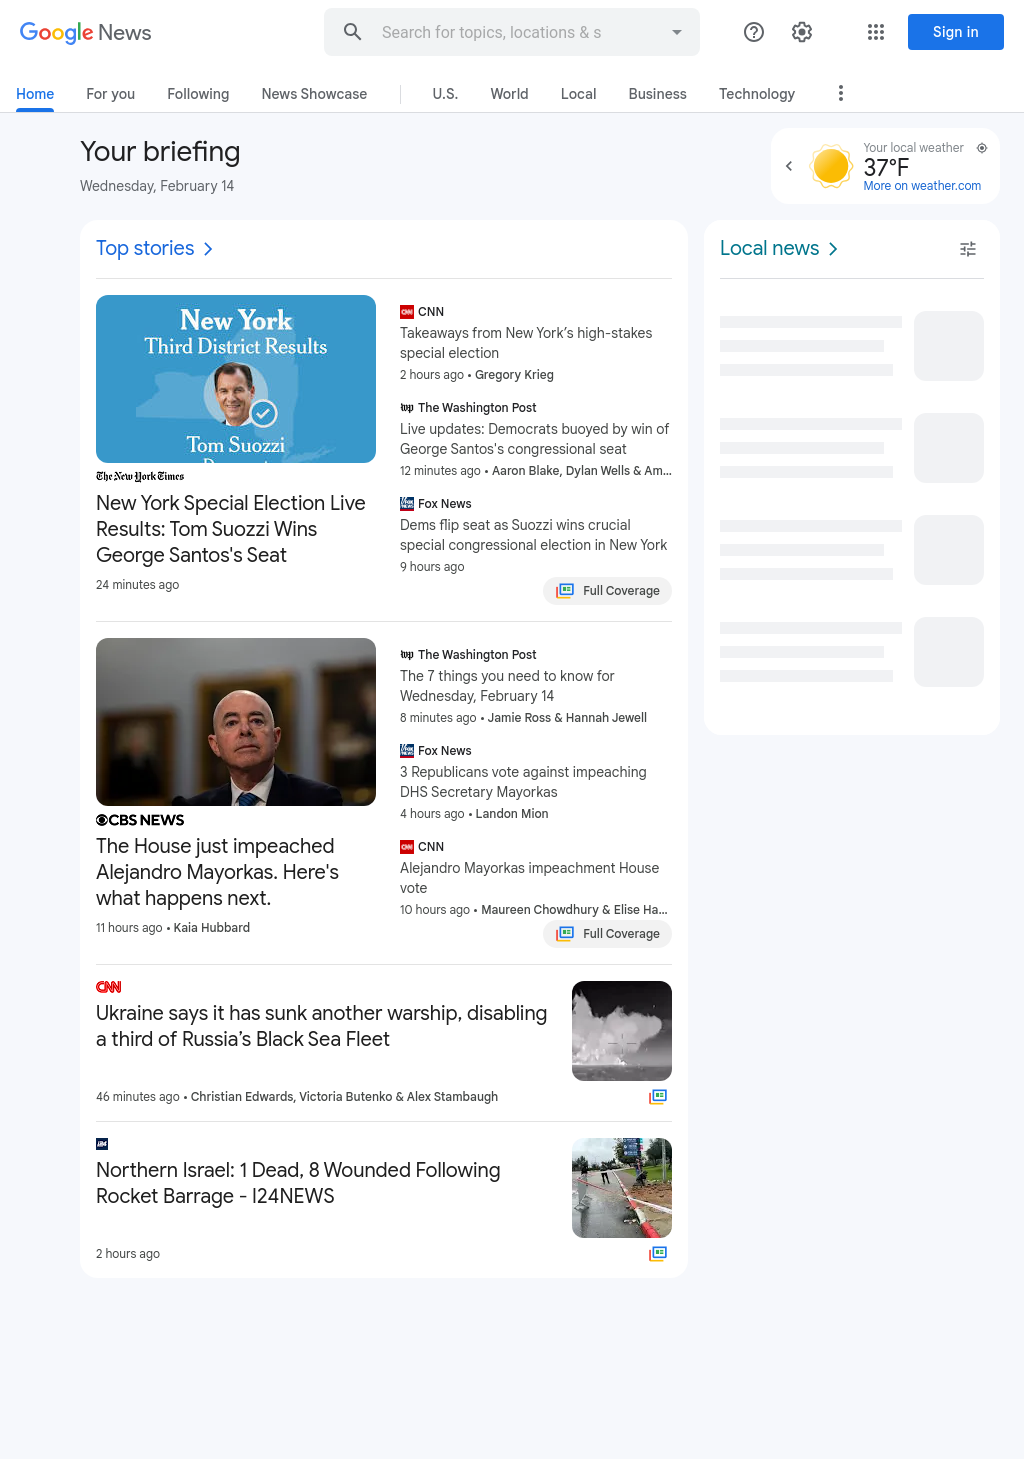 Google News
Search for topics, locations & s
Sign in
Home
For you
Following
News Showcase
U.S.
World
Local
Business
Technology
Your briefing
Wednesday, February 14
Your local weather
37°F
More on weather.com
Top stories
New York
Third District Results
Tom Suozzi
The New York Times
New York Special Election Live
Results: Tom Suozzi Wins
George Santos's Seat
24 minutes ago
CNN
Takeaways from New York’s high-stakes
special election
2 hours ago • Gregory Krieg
The Washington Post
Live updates: Democrats buoyed by win of
George Santos's congressional seat
12 minutes ago • Aaron Blake, Dylan Wells & Am...
Fox News
Dems flip seat as Suozzi wins crucial
special congressional election in New York
9 hours ago
Full Coverage
CBS NEWS
The House just impeached
Alejandro Mayorkas. Here's
what happens next.
11 hours ago • Kaia Hubbard
The Washington Post
The 7 things you need to know for
Wednesday, February 14
8 minutes ago • Jamie Ross & Hannah Jewell
Fox News
3 Republicans vote against impeaching
DHS Secretary Mayorkas
4 hours ago • Landon Mion
CNN
Alejandro Mayorkas impeachment House
vote
10 hours ago • Maureen Chowdhury & Elise Ha...
Full Coverage
CNN
Ukraine says it has sunk another warship, disabling
a third of Russia’s Black Sea Fleet
46 minutes ago • Christian Edwards, Victoria Butenko & Alex Stambaugh
Northern Israel: 1 Dead, 8 Wounded Following
Rocket Barrage - I24NEWS
2 hours ago
Local news